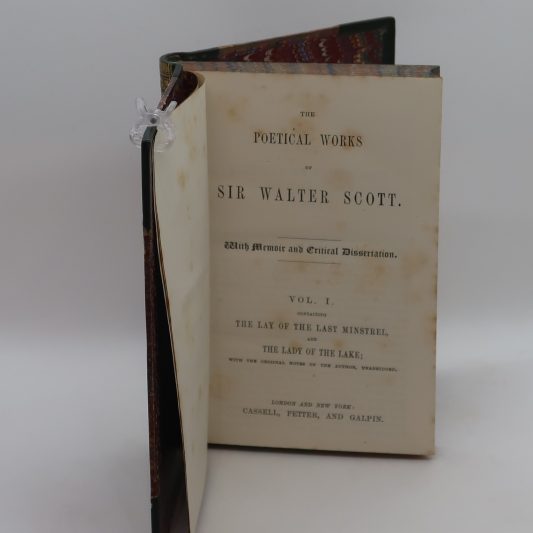 THE
POETICAL WORKS
OF
SIR WALTER SCOTT.
With Memoir and Critical Dissertation.
VOL. I.
CONTAINING
THE LAY OF THE LAST MINSTREL,
AND
THE LADY OF THE LAKE;
WITH THE ORIGINAL NOTES OF THE AUTHOR, UNABRIDGED.
LONDON AND NEW YORK:
CASSELL, PETTER, AND GALPIN.